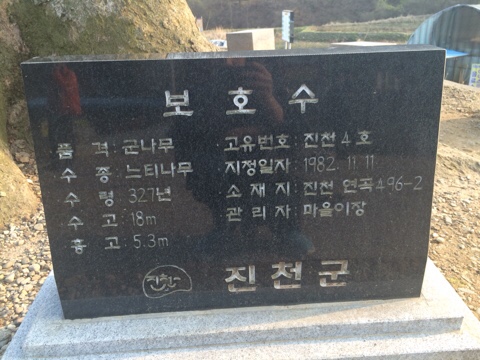 보호수
품 격 : 군나무
수 종 : 느티나무
수 령 : 327년
수 고 : 18m
흉 고 : 5.3m
고유번호 : 진천 4 호
지정일자 : 1982. 11. 11
소 재 지 : 진천 연곡 496-2
관 리 자 : 마을이장
진천군